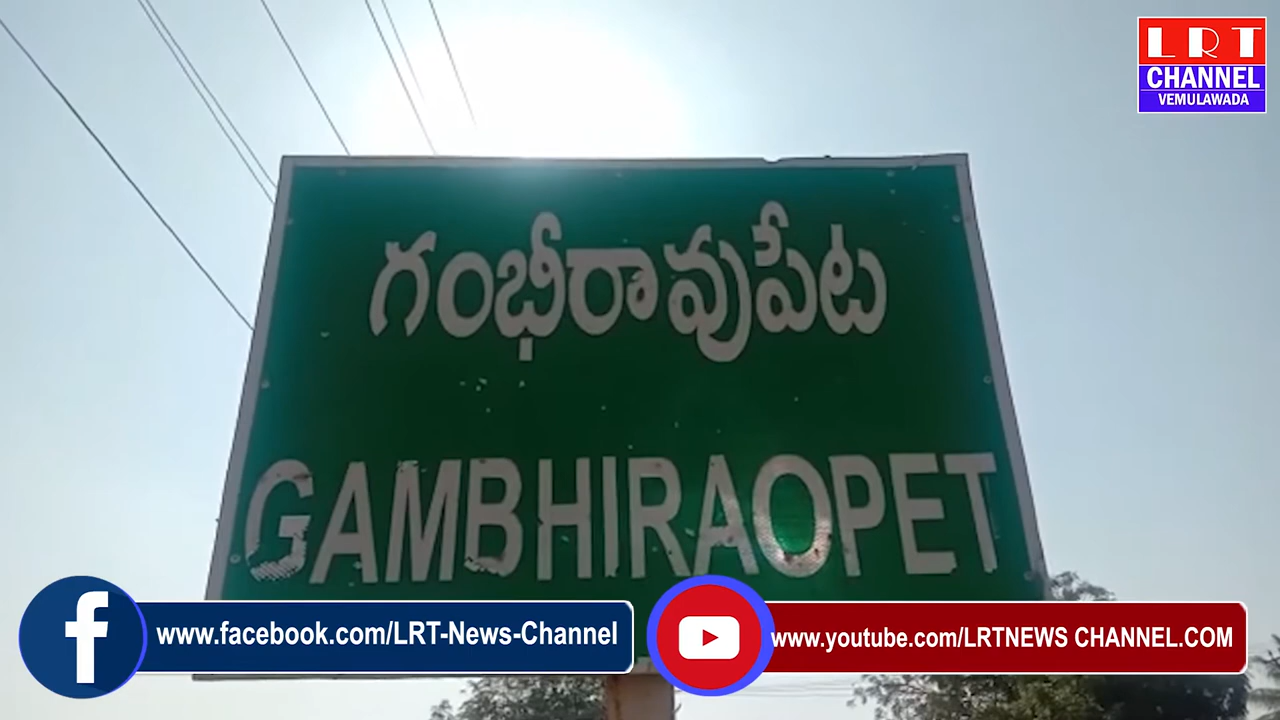 LRT
CHANNEL
VEMULAWADA
గంభీరావుపేట
GAMBHIRAOPET
www.facebook.com/LRT-News-Channel
www.youtube.com/LRTNEWS CHANNEL.COM